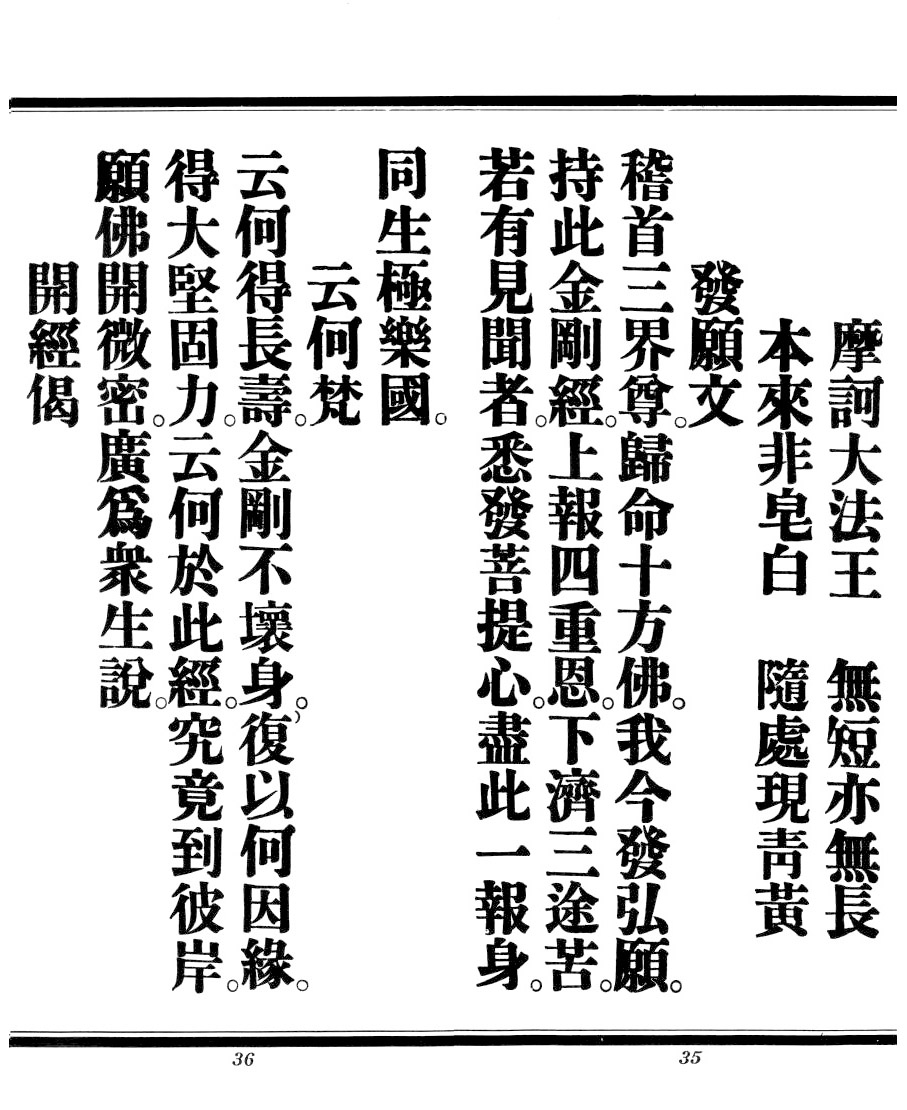 摩訶大法王　無短亦無長
本來非皂白　隨處現青黃
發願文
稽首三界尊。歸命十方佛。我今發弘願。
持此金剛經。上報四重恩。下濟三途苦。
若有見聞者。悉發菩提心。盡此一報身。
35
同生極樂國。
云何梵
云何得長壽。金剛不壞身。復以何因緣。
得大堅固力。云何於此經。究竟到彼岸。
願佛開微密。廣爲衆生說。
開經偈
36